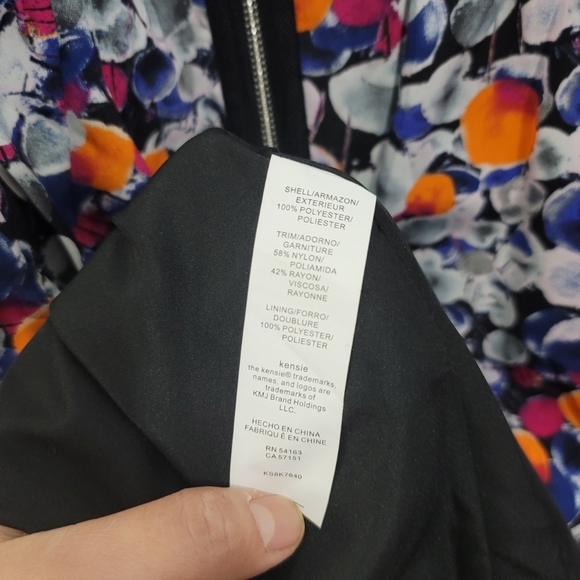 SHELL/ARMAZON/
EXTERIEUR
100% POLYESTER/
POLIESTER
TRIM/ADORNO/
GARNITURE
58% NYLON/
POLIAMIDA
42% RAYON/
VISCOSA/
RAYONNE
LINING/FORRO/
DOUBLURE
100% POLYESTER/
POLIESTER
kensie
the kensie® trademarks,
names, and logos are
trademarks of
KMJ Brand Holdings
LLC.
HECHO EN CHINA
FABRIQU É EN CHINE
RN 54163
CA 57151
KS8K7640